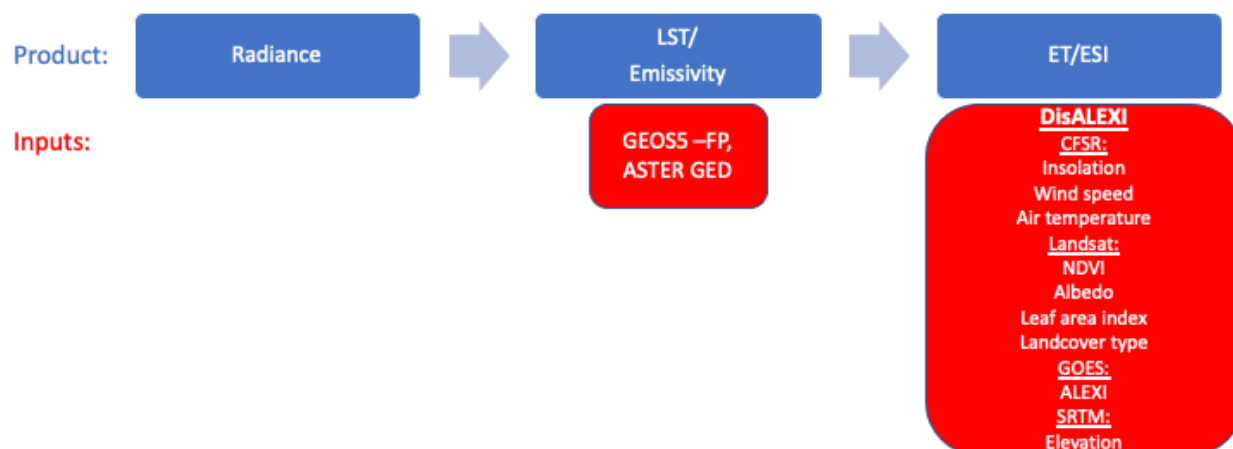 Product:
Radiance
LST/
Emissivity
ET/ESI
Inputs:
GEOS5 –FP,
ASTER GED
DisALEXI
CFSR:
Insolation
Wind speed
Air temperature
Landsat:
NDVI
Albedo
Leaf area index
Landcover type
GOES:
ALEXI
SRTM:
Elevation